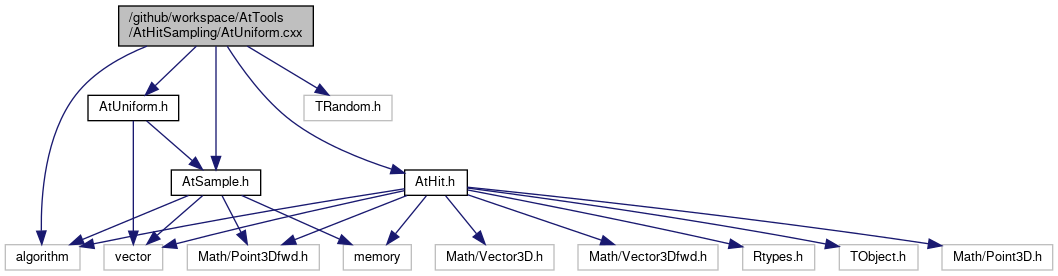 /github/workspace/AtTools
/AtHitSampling/AtUniform.cxx
AtUniform.h
TRandom.h
AtSample.h
AtHit.h
algorithm
vector
Math/Point3Dfwd.h
memory
Math/Vector3D.h
Math/Vector3Dfwd.h
Rtypes.h
TObject.h
Math/Point3D.h